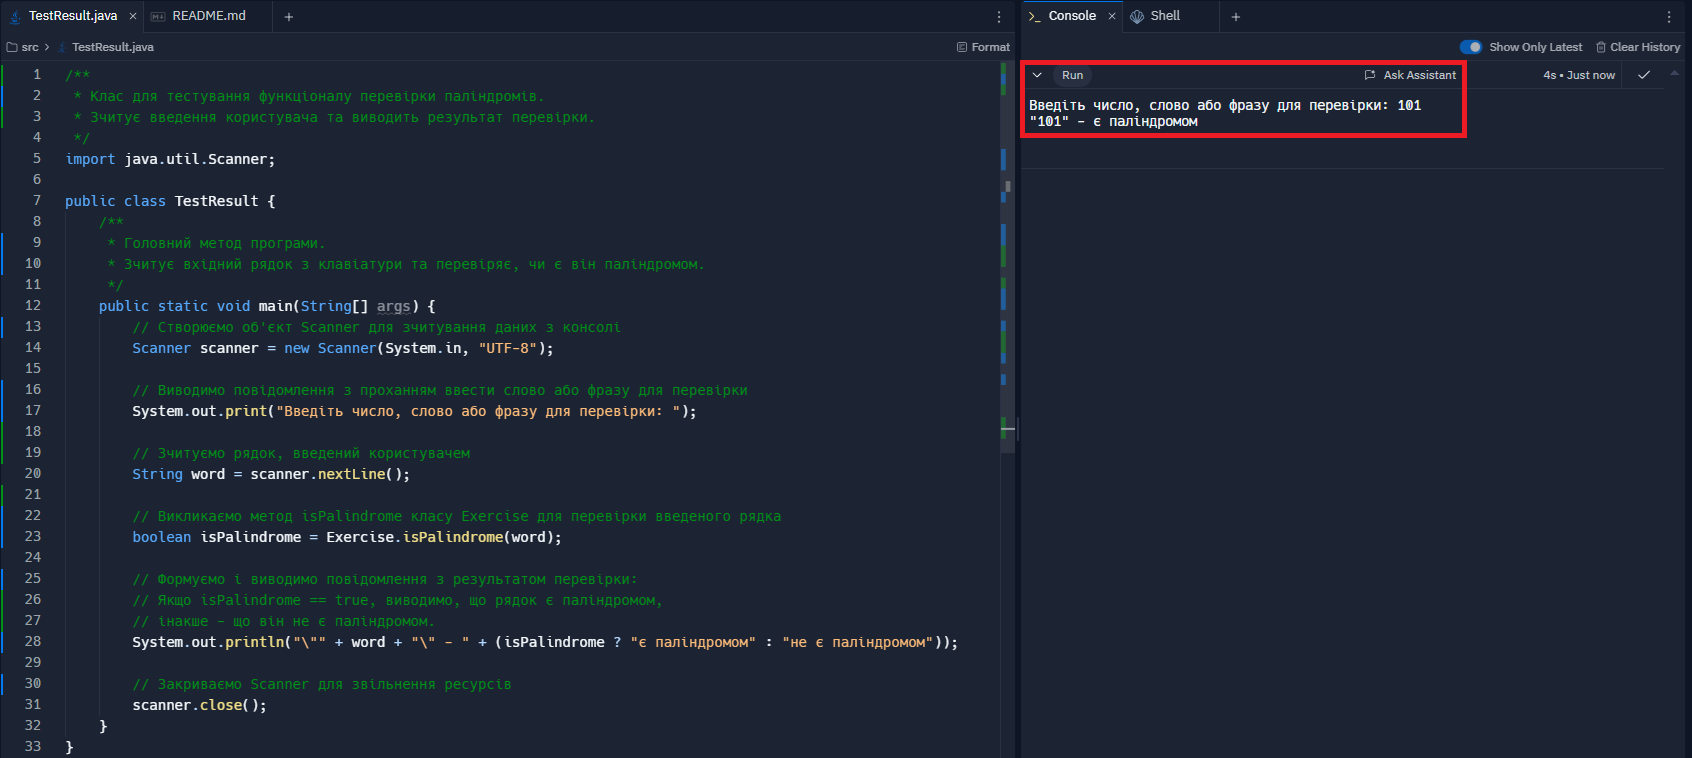 TestResult.java × README.md +
src > TestResult.java Format
1 /**
2 * Клас для тестування функціоналу перевірки паліндромів.
3 * Зчитує введення користувача та виводить результат перевірки.
4 */
5 import java.util.Scanner;
6
7 public class TestResult {
8 /**
9 * Головний метод програми.
10 * Зчитує вхідний рядок з клавіатури та перевіряє, чи є він паліндромом.
11 */
12 public static void main(String[] args) {
13 // Створюємо об'єкт Scanner для зчитування даних з консолі
14 Scanner scanner = new Scanner(System.in, "UTF-8");
15
16 // Виводимо повідомлення з проханням ввести слово або фразу для перевірки
17 System.out.print("Введіть число, слово або фразу для перевірки: ");
18
19 // Зчитуємо рядок, введений користувачем
20 String word = scanner.nextLine();
21
22 // Викликаємо метод isPalindrome класу Exercise для перевірки введеного рядка
23 boolean isPalindrome = Exercise.isPalindrome(word);
24
25 // Формуємо і виводимо повідомлення з результатом перевірки:
26 // Якщо isPalindrome == true, виводимо, що рядок є паліндромом,
27 // інакше - що він не є паліндромом.
28 System.out.println("\"" + word + "\" - " + (isPalindrome ? "є паліндромом" : "не є паліндромом"));
29
30 // Закриваємо Scanner для звільнення ресурсів
31 scanner.close();
32 }
33 }
Console × Shell +
Show Only Latest Clear History
Run Ask Assistant 4s • Just now
Введіть число, слово або фразу для перевірки: 101
"101" - є паліндромом